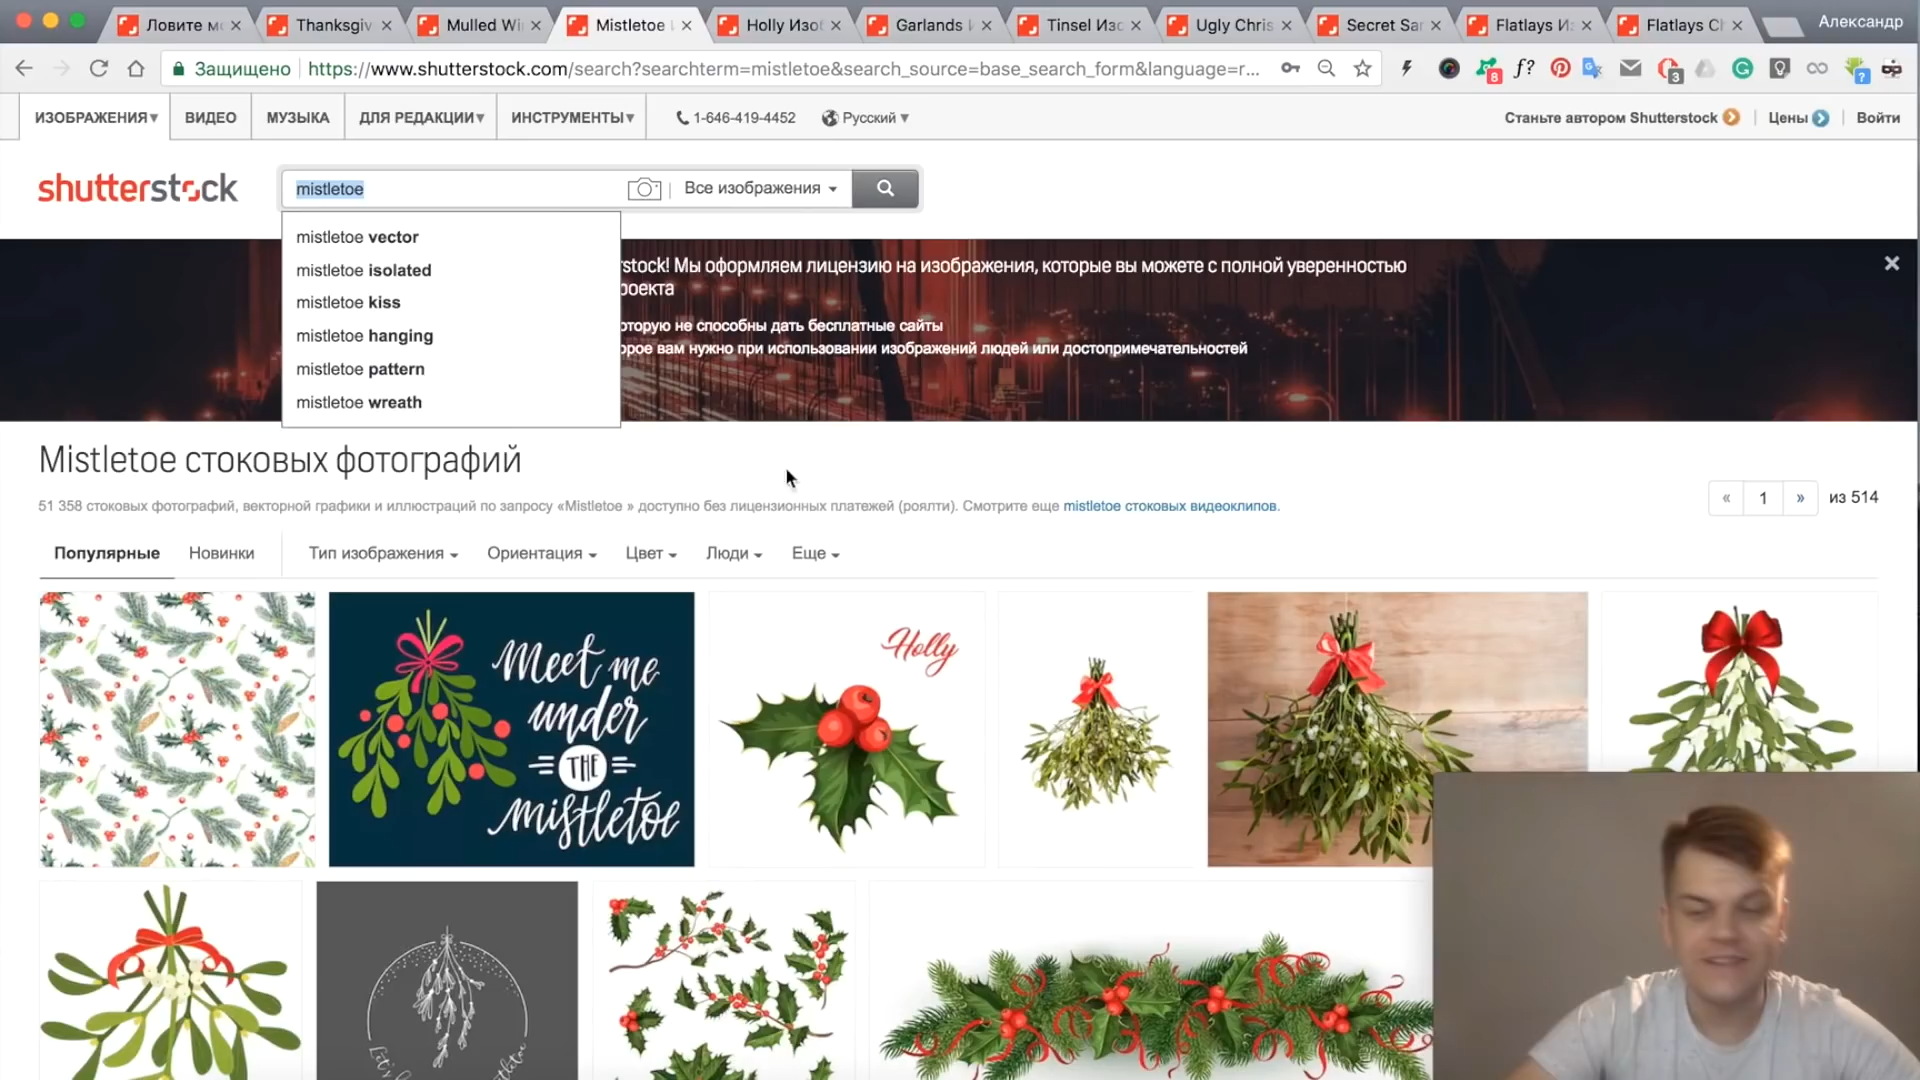 Ловите м
Thanksgiv
Mulled Wi
Mistletoe
Holly Изо
Garlands
Tinsel Изо
Ugly Chris
Secret Sa
Flatlays И
Flatlays C
Александр
Защищено
https://www.shutterstock.com/search?searchterm=mistletoe&search_source=base_search_form&language=r...
f?
8
3
?
ИЗОБРАЖЕНИЯ
ВИДЕО
МУЗЫКА
ДЛЯ РЕДАКЦИИ
ИНСТРУМЕНТЫ
1-646-419-4452
Русский
Станьте автором Shutterstock
Цены
Войти
shutterstock
mistletoe
Все изображения
mistletoe vector
mistletoe isolated
mistletoe kiss
mistletoe hanging
mistletoe pattern
mistletoe wreath
rstock! Мы оформляем лицензию на изображения, которые вы можете с полной уверенностью
роекта
оторую не способны дать бесплатные сайты
рое вам нужно при использовании изображений людей или достопримечательностей
Mistletoe стоковых фотографий
51 358 стоковых фотографий, векторной графики и иллюстраций по запросу «Mistletoe » доступно без лицензионных платежей (роялти). Смотрите еще mistletoe стоковых видеоклипов.
« 1 » из 514
Популярные
Новинки
Тип изображения
Ориентация
Цвет
Люди
Еще
Meet me
under
THE
mistletoe
Holly